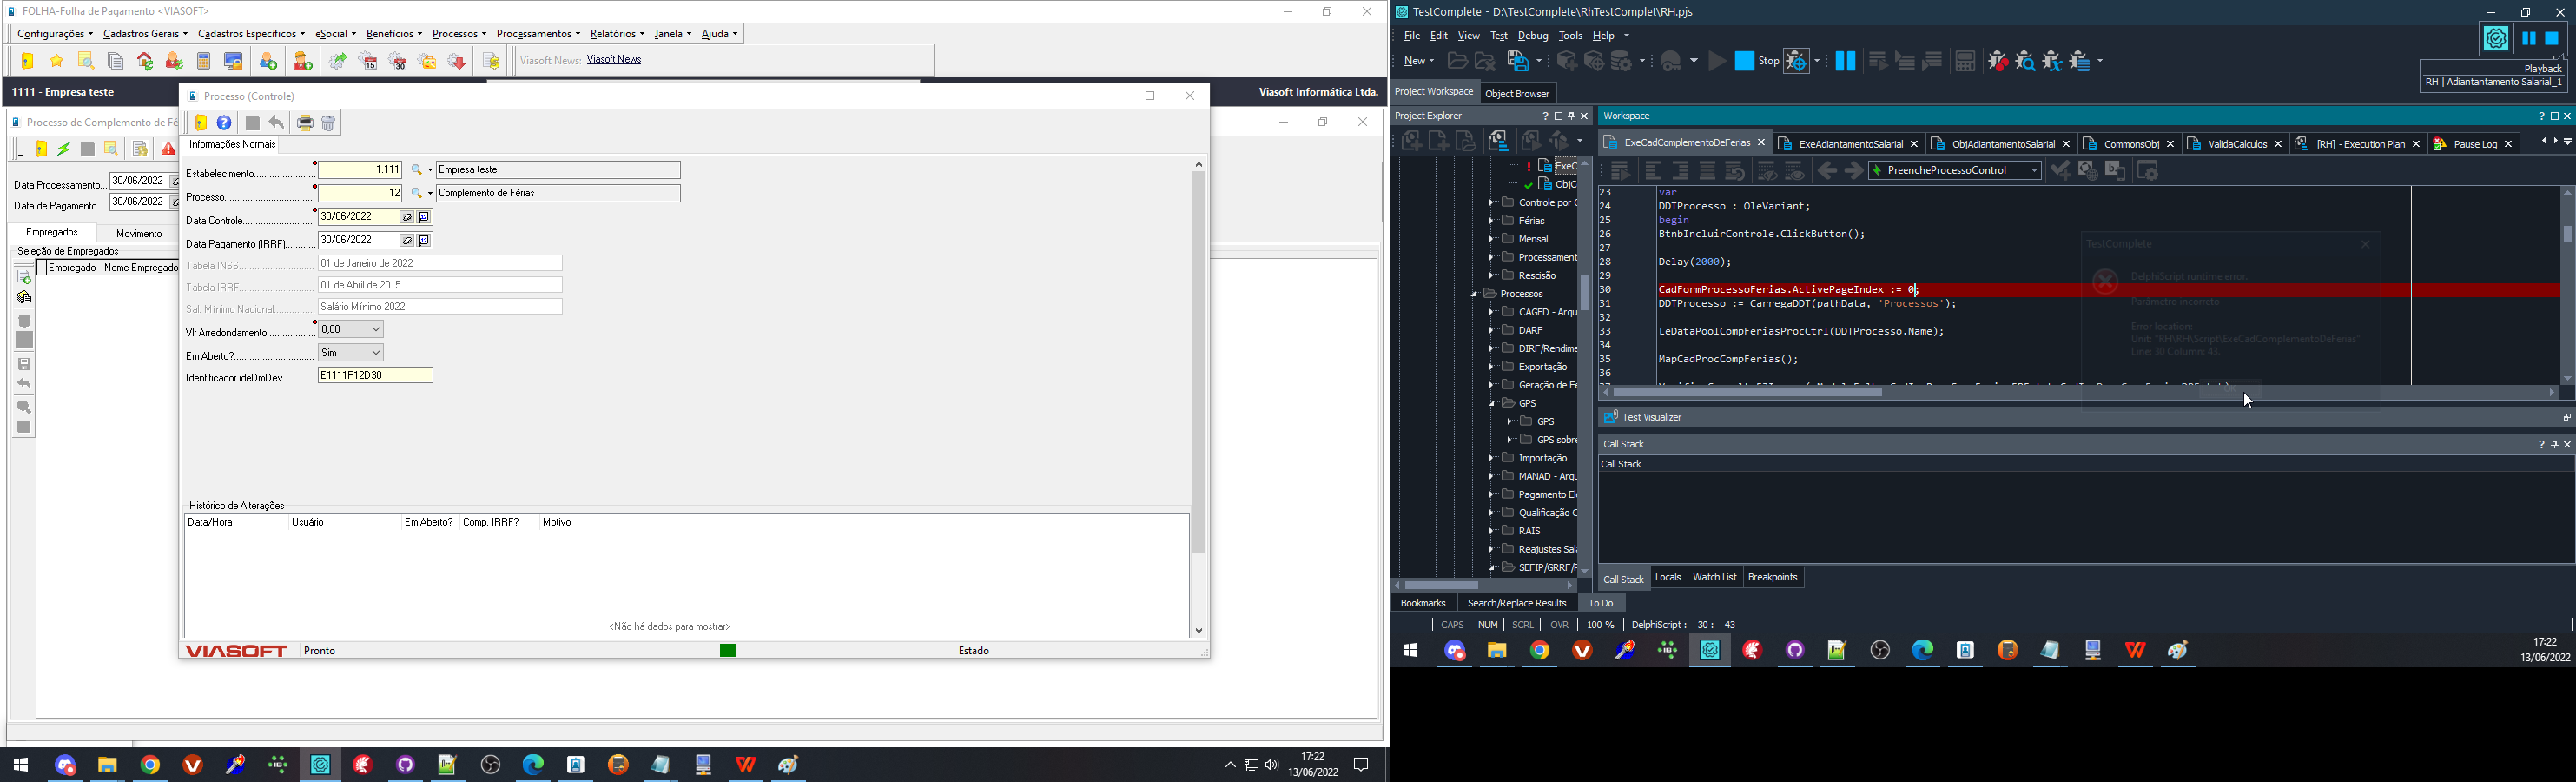 FOLHA-Folha de Pagamento <VIASOFT>
Configurações Cadastros Gerais Cadastros Específicos eSocial Benefícios Processos Processamentos Relatórios Janela Ajuda
Viasoft News: Viasoft News
1111 - Empresa teste
Viasoft Informática Ltda.
Processo de Complemento de Fé
Data Processamento... 30/06/2022
Data de Pagamento.... 30/06/2022
Empregados Movimento
Seleção de Empregados
Empregado Nome Empregado
Processo (Controle)
Informações Normais
Estabelecimento 1.111 Empresa teste
Processo 12 Complemento de Férias
Data Controle 30/06/2022
Data Pagamento (IRRF) 30/06/2022
Tabela INSS 01 de Janeiro de 2022
Tabela IRRF 01 de Abril de 2015
Sal. Mínimo Nacional Salário Mínimo 2022
Vlr Arredondamento 0,00
Em Aberto? Sim
Identificador ideDmDev E1111P12D30
Histórico de Alterações
Data/Hora Usuário Em Aberto? Comp. IRRF? Motivo
<Não há dados para mostrar>
VIASOFT Pronto Estado
17:22
13/06/2022
TestComplete - D:\TestComplete\RhTestComplet\RH.pjs
File Edit View Test Debug Tools Help
New Stop
Playback
RH | Adiantantamento Salarial_1
Project Workspace Object Browser
Project Explorer
Workspace
ExeC
ObjC
Controle por
Férias
Mensal
Processament
Rescisão
Processos
CAGED - Arqu
DARF
DIRF/Rendime
Exportação
Geração de Fe
GPS
GPS
GPS sobre
Importação
MANAD - Arqu
Pagamento El
Qualificação C
RAIS
Reajustes Sala
SEFIP/GRRF/F
ExeCadComplementoDeFerias ExeAdiantamentoSalarial ObjAdiantamentoSalarial CommonsObj ValidaCalculos [RH] - Execution Plan Pause Log
PreencheProcessoControl
23 var
24 DDTProcesso : OleVariant;
25 begin
26 BtnbIncluirControle.ClickButton();
27
28 Delay(2000);
29
30 CadFormProcessoFerias.ActivePageIndex := 0;
31 DDTProcesso := CarregaDDT(pathData, 'Processos');
32
33 LeDataPoolCompFeriasProcCtrl(DDTProcesso.Name);
34
35 MapCadProcCompFerias();
36
TestComplete
DelphiScript runtime error.
Parâmetro incorreto
Error location:
Unit: "RH\RH\Script\ExeCadComplementoDeFerias"
Line: 30 Column: 43.
Test Visualizer
Call Stack
Call Stack
Call Stack Locals Watch List Breakpoints
Bookmarks Search/Replace Results To Do
CAPS NUM SCRL OVR 100 % DelphiScript : 30 : 43
17:22
13/06/2022